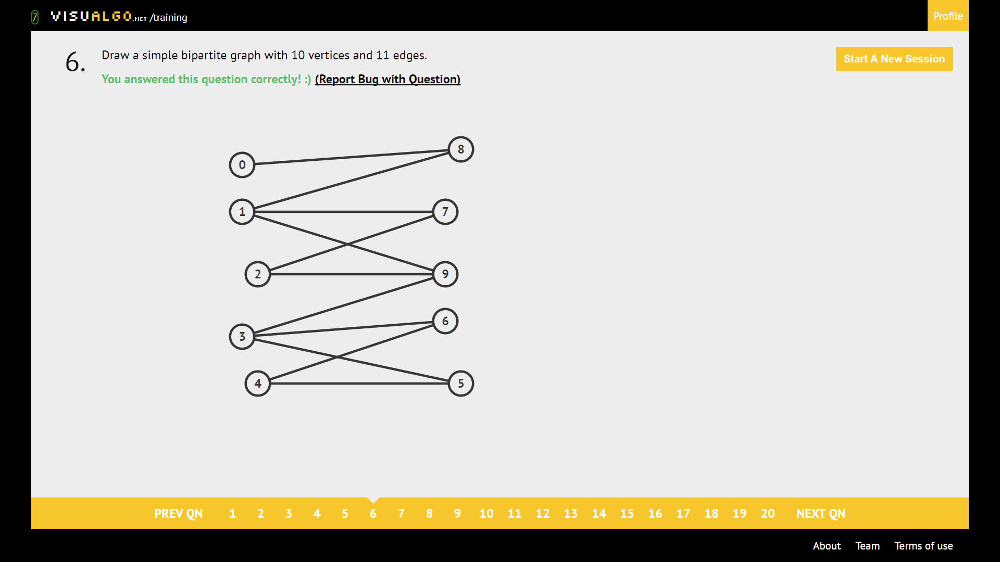 7 VISUALGO.NET /training
Profile
6. Draw a simple bipartite graph with 10 vertices and 11 edges.
Start A New Session
You answered this question correctly! :) (Report Bug with Question)
8
0
1
7
2
9
6
3
4
5
PREV QN 1 2 3 4 5 6 7 8 9 10 11 12 13 14 15 16 17 18 19 20 NEXT QN
About Team Terms of use